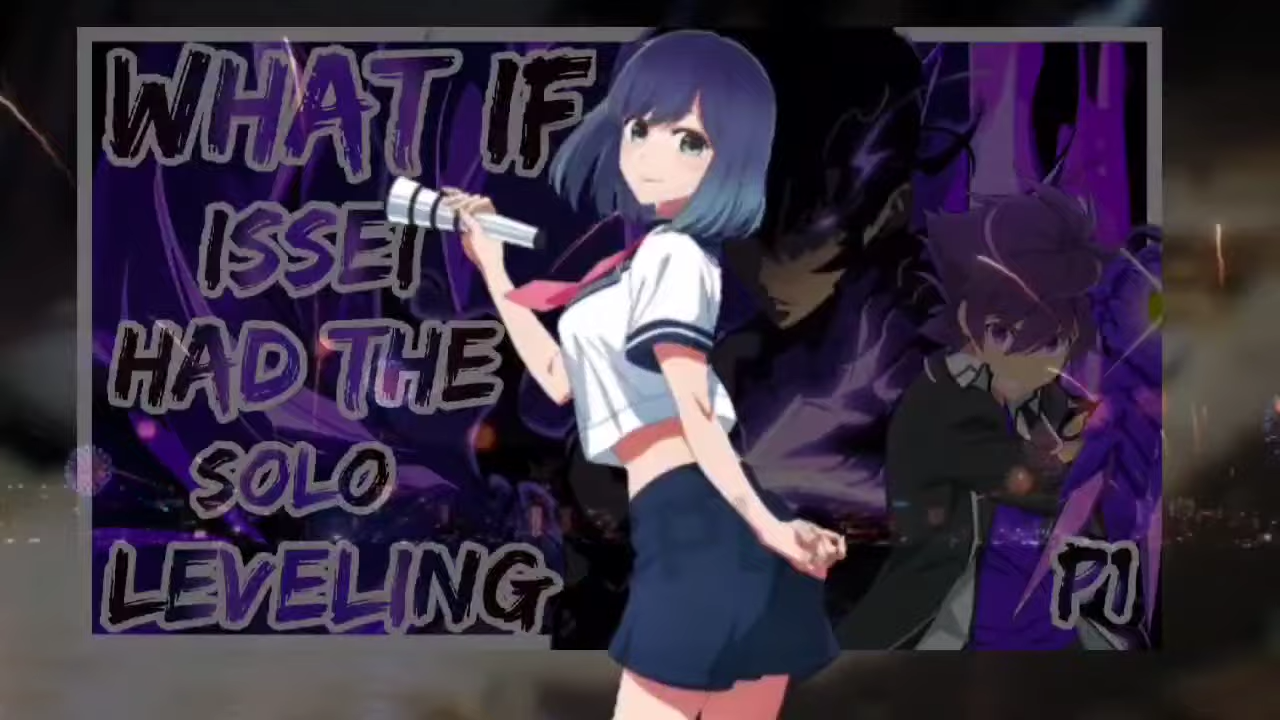 WHAT IF
ISSEI
HAD THE
SOLO
LEVELING
P1